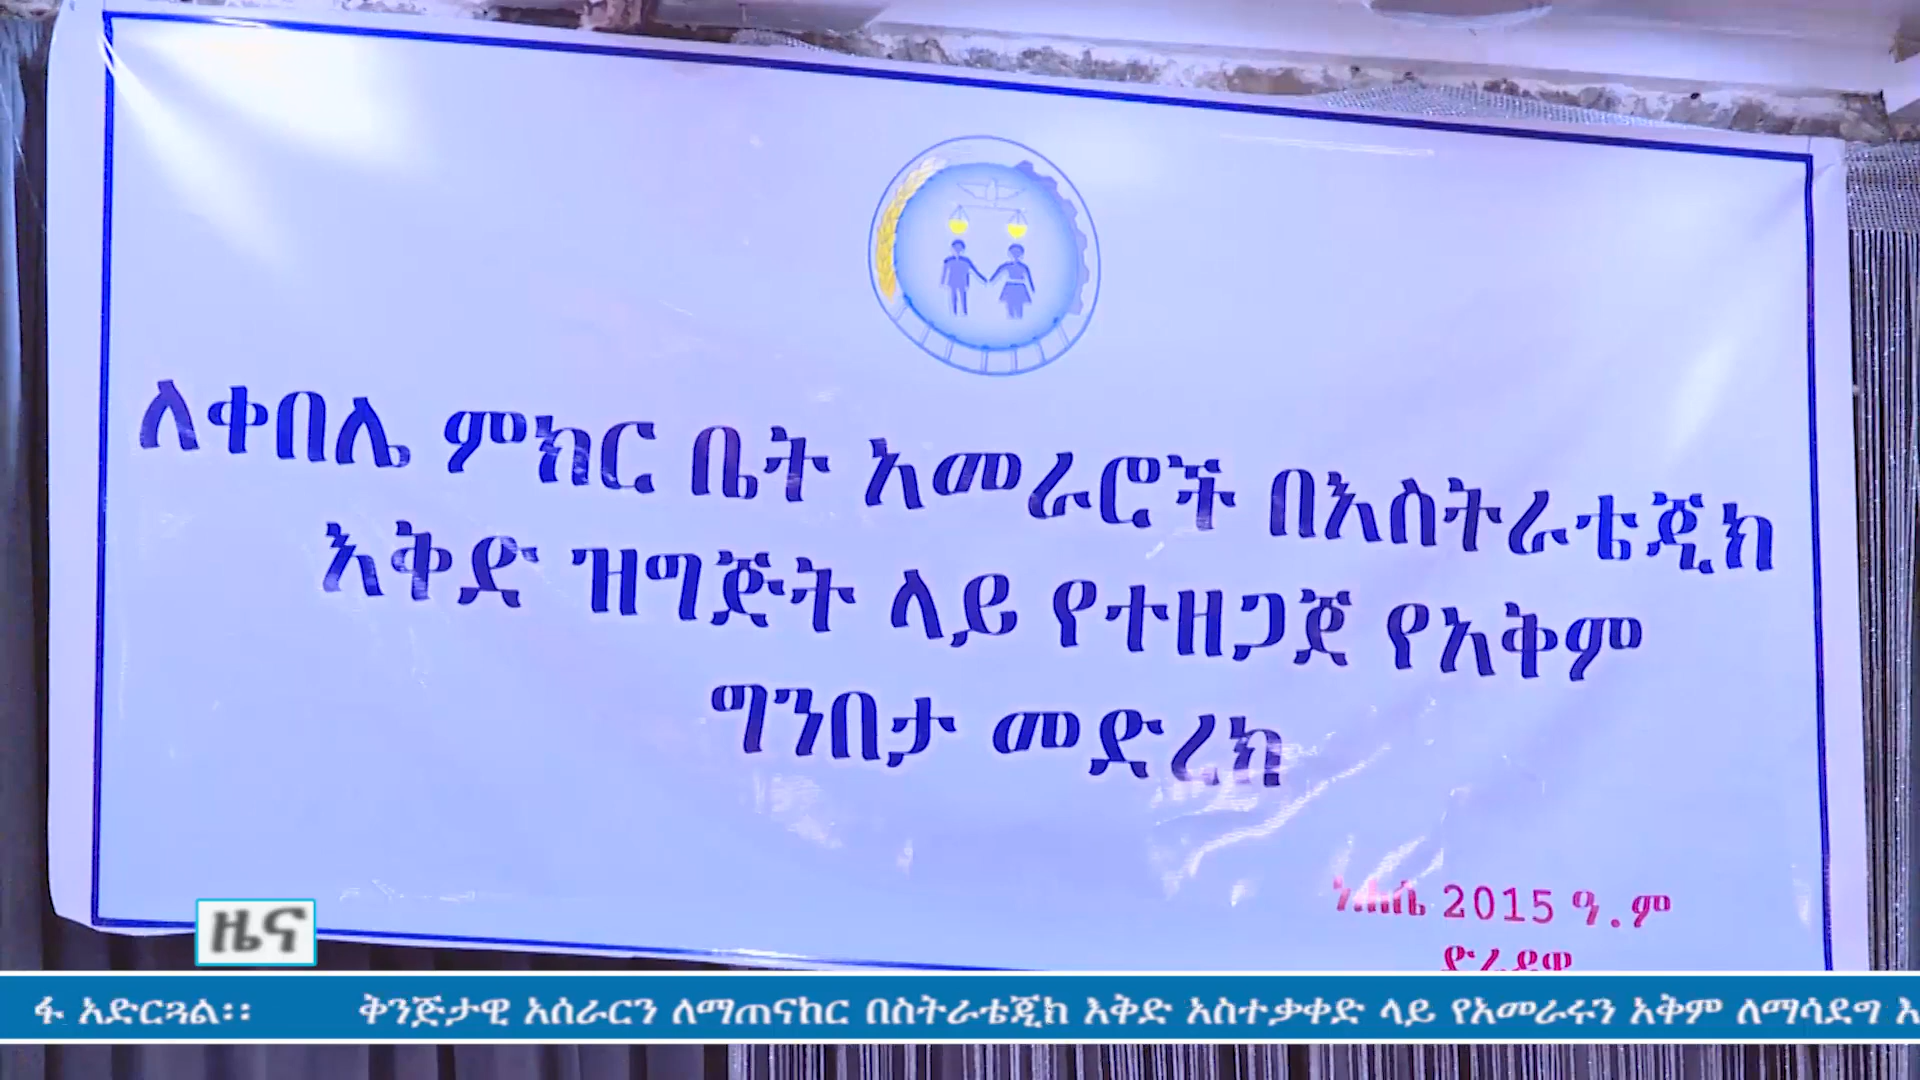 ለቀበሌ ምክር ቤት አመራሮች በእስትራቴጂክ
እቅድ ዝግጅት ላይ የተዘጋጀ የአቅም
ግንበታ መድረክ
ነሐሴ 2015 ዓ.ም
ድሬዳዋ
ዜና
ፋ አድርጓል፡፡ ቅንጅታዊ አሰራርን ለማጠናከር በስትራቴጂክ እቅድ አስተቃቀድ ላይ የአመራሩን አቅም ለማሳደግ እ